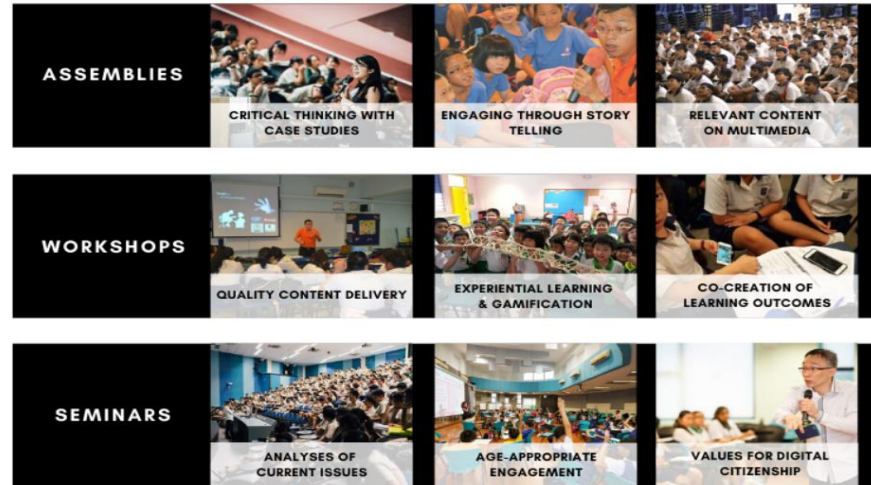 ASSEMBLIES
CRITICAL THINKING WITH
CASE STUDIES
ENGAGING THROUGH STORY
TELLING
RELEVANT CONTENT
ON MULTIMEDIA
WORKSHOPS
QUALITY CONTENT DELIVERY
EXPERIENTIAL LEARNING
& GAMIFICATION
CO-CREATION OF
LEARNING OUTCOMES
SEMINARS
ANALYSES OF
CURRENT ISSUES
AGE-APPROPRIATE
ENGAGEMENT
VALUES FOR DIGITAL
CITIZENSHIP